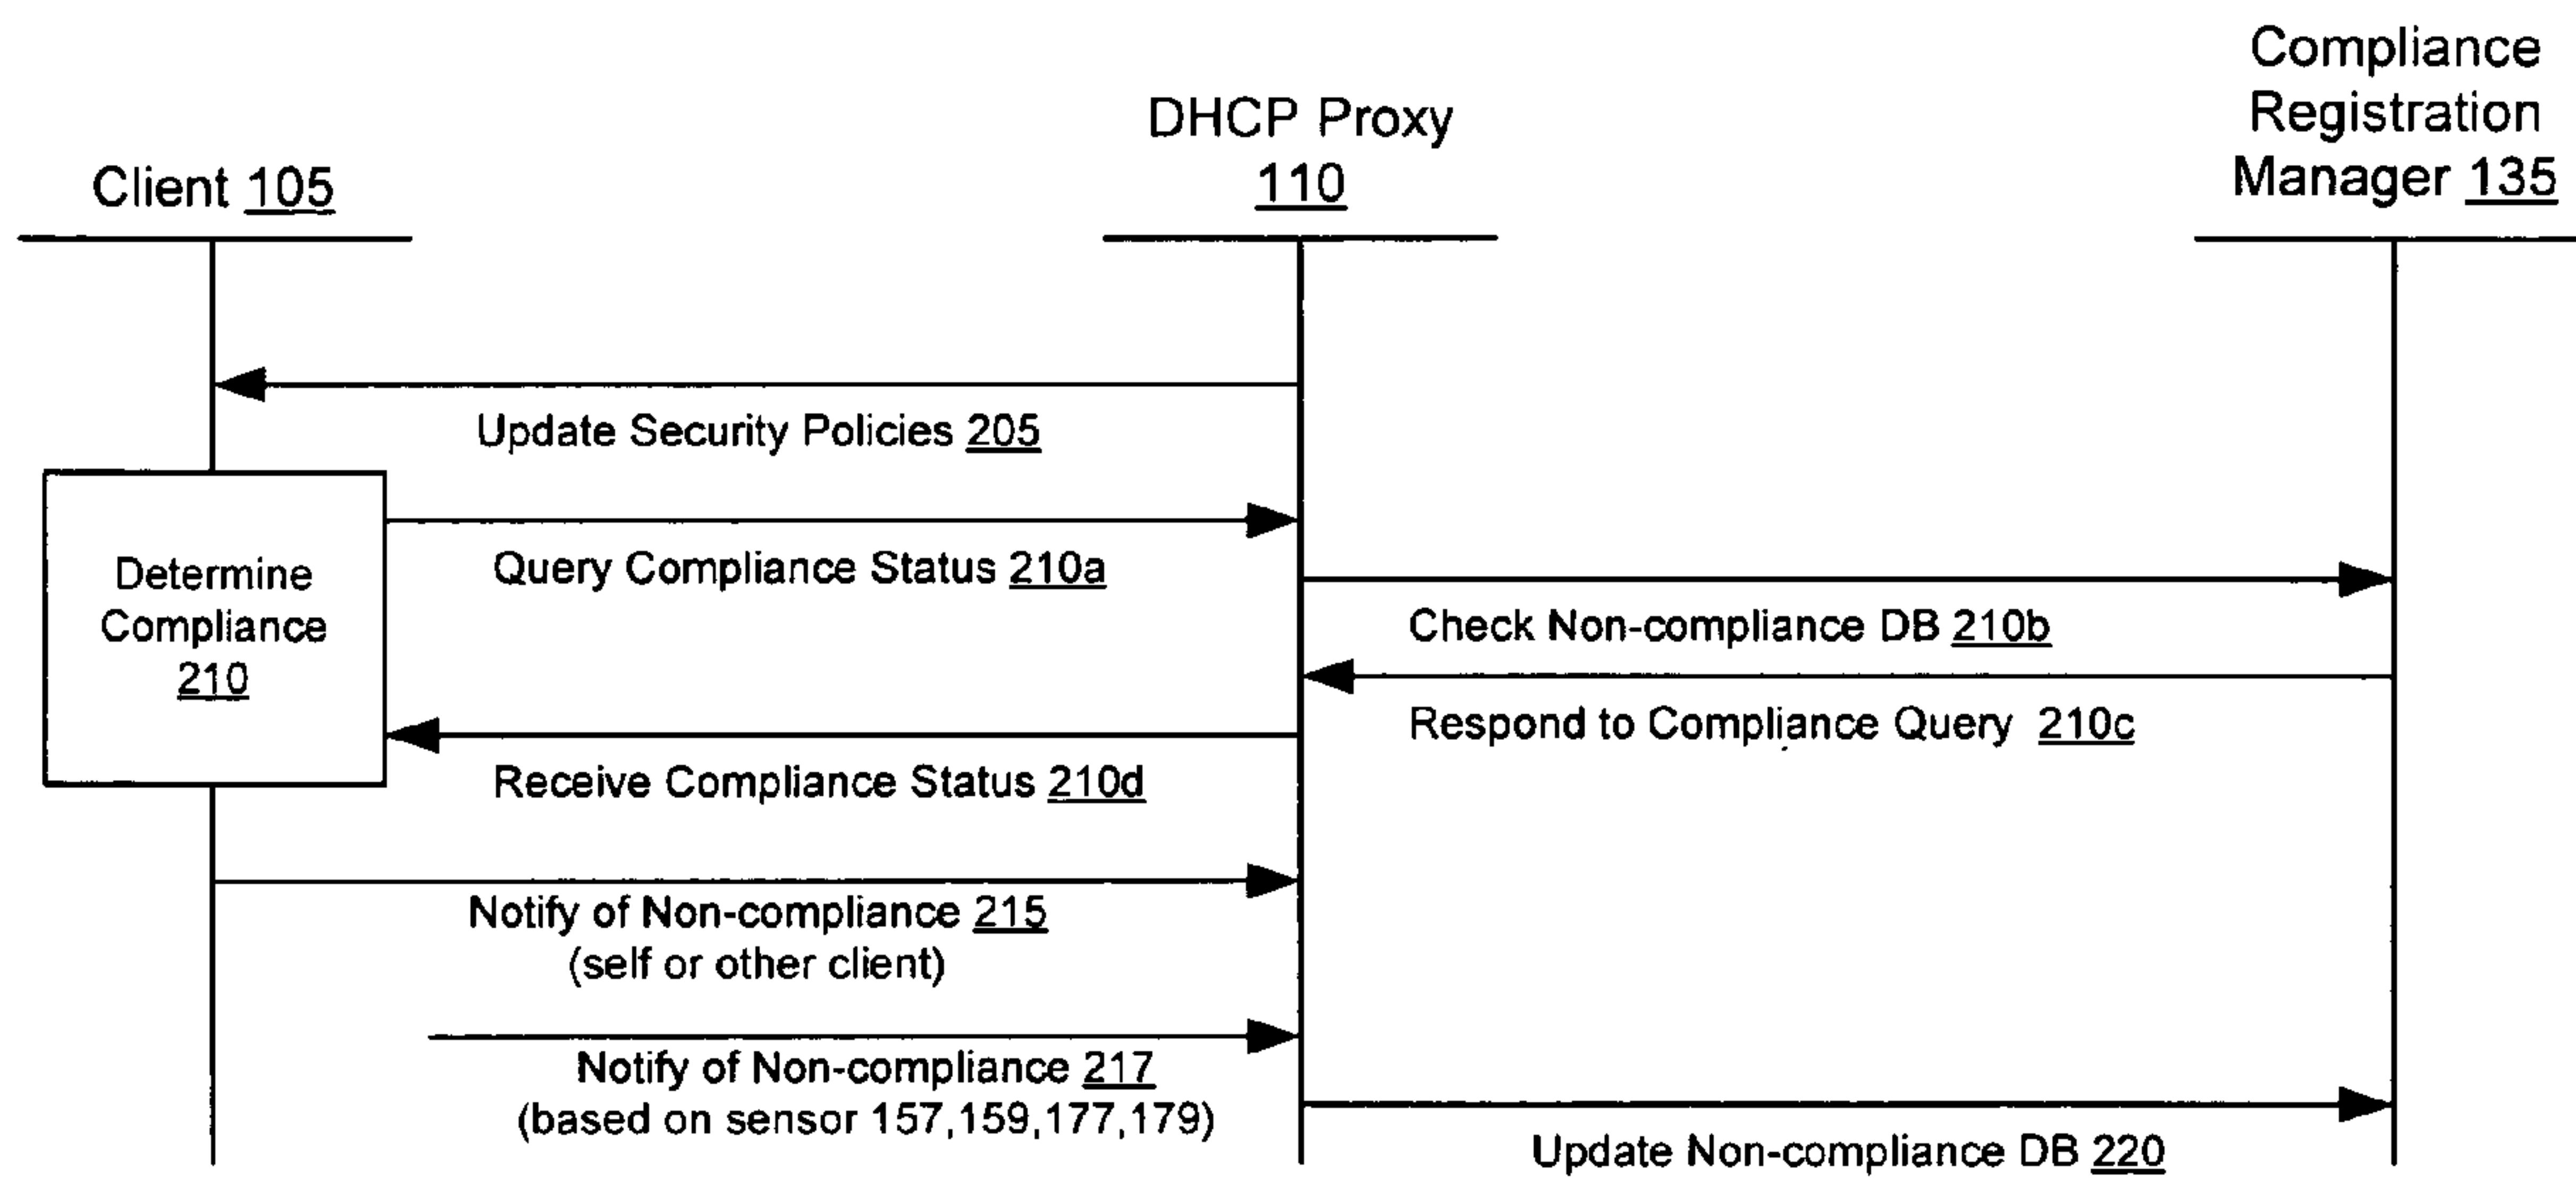 Client 105
DHCP Proxy
110
Compliance
Registration
Manager 135
Update Security Policies 205
Determine
Compliance
210
Query Compliance Status 210a
Check Non-compliance DB 210b
Respond to Compliance Query 210c
Receive Compliance Status 210d
Notify of Non-compliance 215
(self or other client)
Notify of Non-compliance 217
(based on sensor 157,159,177,179)
Update Non-compliance DB 220